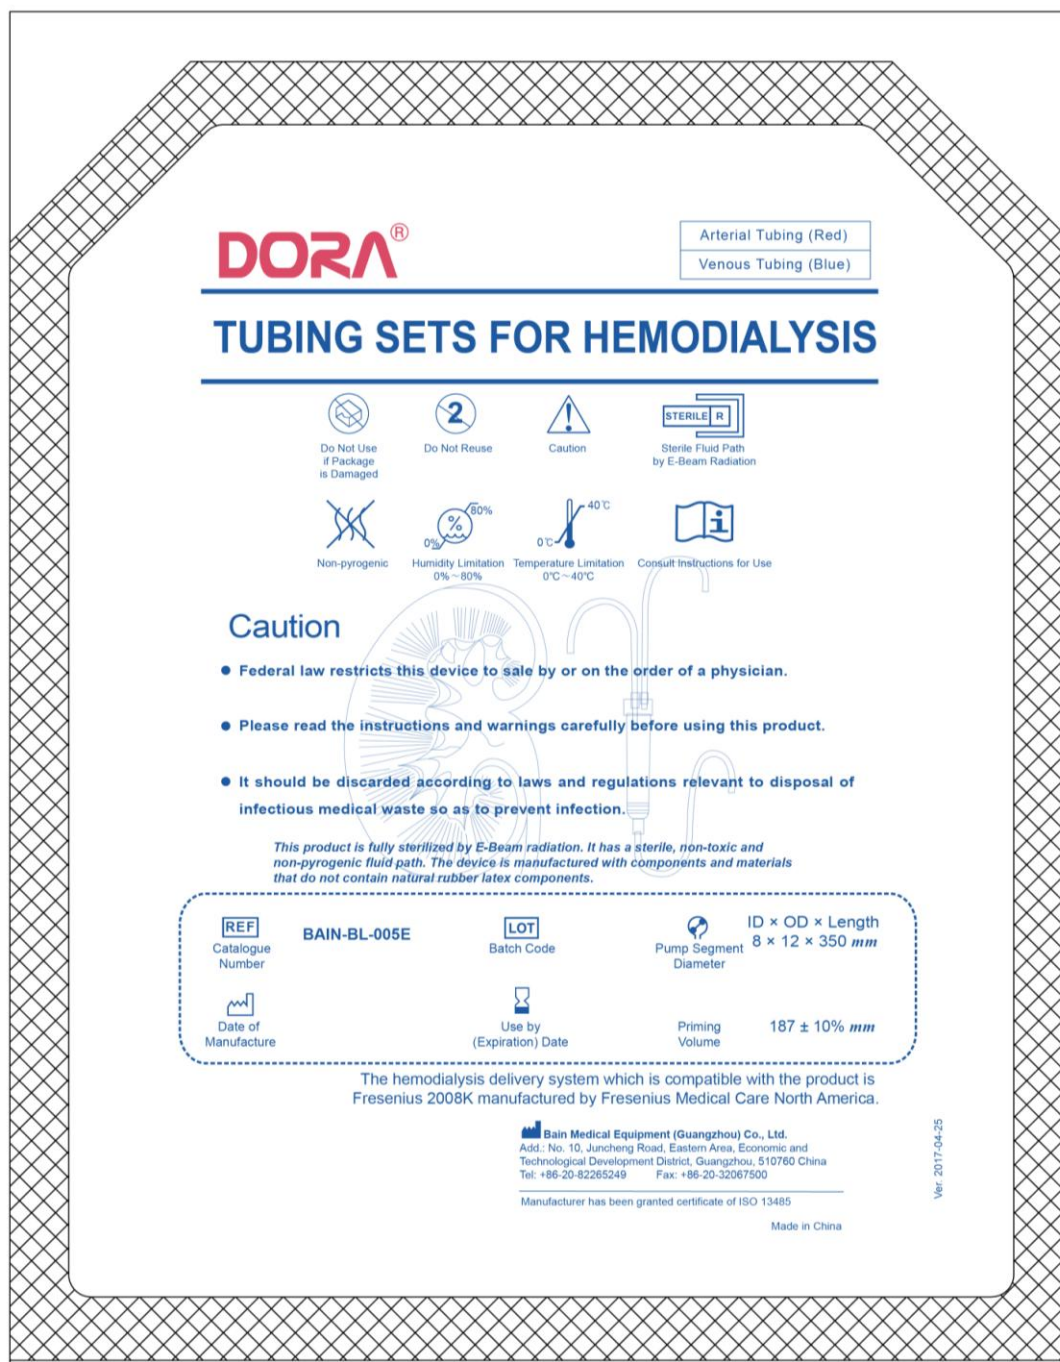 DORA®
Arterial Tubing (Red)
Venous Tubing (Blue)
TUBING SETS FOR HEMODIALYSIS
Do Not Use
if Package
is Damaged
2
Do Not Reuse
Caution
STERILE R
Sterile Fluid Path
by E-Beam Radiation
Non-pyrogenic
80%
%
0%
Humidity Limitation
0%~80%
40℃
0℃
Temperature Limitation
0℃~40℃
Consult Instructions for Use
Caution
● Federal law restricts this device to sale by or on the order of a physician.
● Please read the instructions and warnings carefully before using this product.
● It should be discarded according to laws and regulations relevant to disposal of
infectious medical waste so as to prevent infection.
This product is fully sterilized by E-Beam radiation. It has a sterile, non-toxic and
non-pyrogenic fluid path. The device is manufactured with components and materials
that do not contain natural rubber latex components.
REF
Catalogue
Number
BAIN-BL-005E
LOT
Batch Code
Pump Segment
Diameter
ID × OD × Length
8 × 12 × 350 mm
Date of
Manufacture
Use by
(Expiration) Date
Priming
Volume
187 ± 10% mm
The hemodialysis delivery system which is compatible with the product is
Fresenius 2008K manufactured by Fresenius Medical Care North America.
Bain Medical Equipment (Guangzhou) Co., Ltd.
Add.: No. 10, Juncheng Road, Eastern Area, Economic and
Technological Development District, Guangzhou, 510760 China
Tel: +86-20-82265249 Fax: +86-20-32067500
Manufacturer has been granted certificate of ISO 13485
Made in China
Ver. 2017-04-25